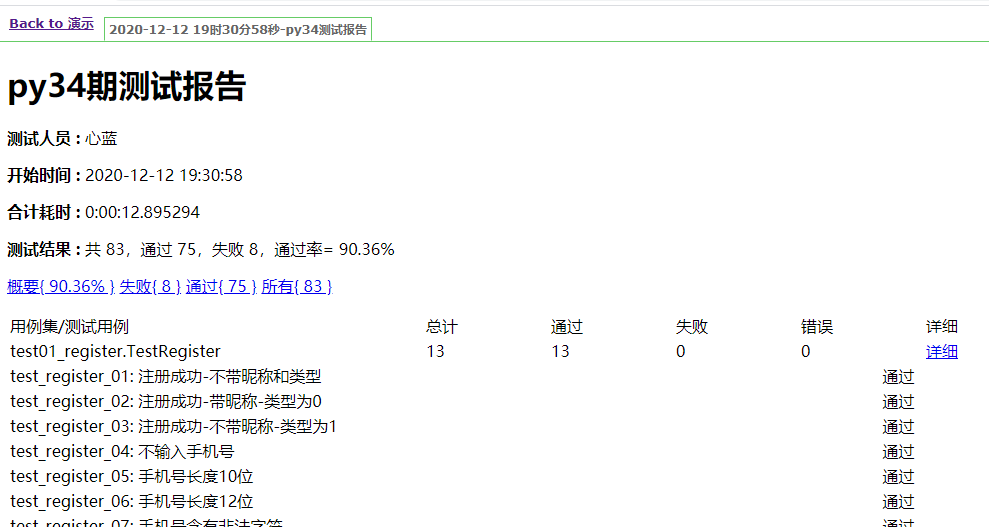 Back to 演示 2020-12-12 19时30分58秒-py34测试报告
py34期测试报告
测试人员 : 心蓝
开始时间 : 2020-12-12 19:30:58
合计耗时 : 0:00:12.895294
测试结果 : 共 83，通过 75，失败 8，通过率= 90.36%
概要{ 90.36% } 失败{ 8 } 通过{ 75 } 所有{ 83 }
用例集/测试用例 总计 通过 失败 错误 详细
test01_register.TestRegister 13 13 0 0 详细
test_register_01: 注册成功-不带昵称和类型 通过
test_register_02: 注册成功-带昵称-类型为0 通过
test_register_03: 注册成功-不带昵称-类型为1 通过
test_register_04: 不输入手机号 通过
test_register_05: 手机号长度10位 通过
test_register_06: 手机号长度12位 通过
test_register_07: 手机号含有非法字符 通过